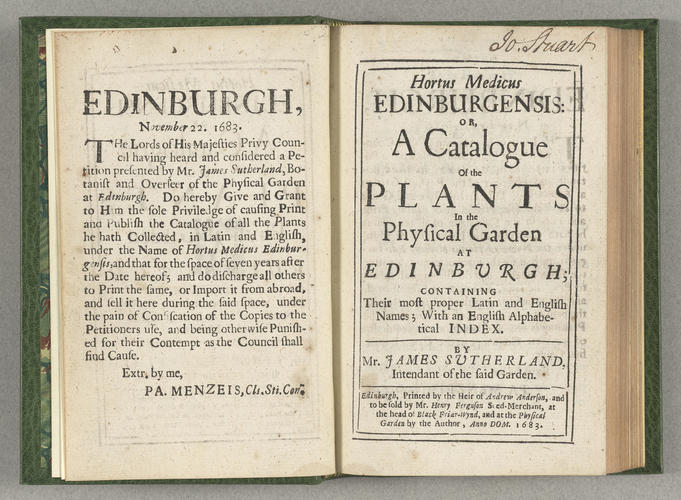 EDINBURGH,
November 22. 1683.
THe Lords of His Majesties Privy Coun-
cil having heard and considered a Pe-
tition presented by Mr. James Sutherland, Bo-
tanist and Overseer of the Physical Garden
at Edinburgh. Do hereby Give and Grant
to Him the sole Priviledge of causing Print
and Publish the Catalogue of all the Plants
he hath Collected, in Latin and English,
under the Name of Hortus Medicus Edinbur-
gensis, and that for the space of seven years after
the Date hereof; and do discharge all others
to Print the same, or Import it from abroad,
and sell it here during the said space, under
the pain of Confiscation of the Copies to the
Petitioners use, and being otherwise Punish-
ed for their Contempt as the Council shall
find Cause.
Extr. by me,
PA. MENZEIS, Cls. Sti. Con.
Jo. Stuart
Hortus Medicus
EDINBURGENSIS:
OR,
A Catalogue
Of the
PLANTS
In the
Physical Garden
AT
EDINBURGH;
CONTAINING
Their most proper Latin and English
Names; With an English Alphabe-
tical INDEX.
BY
Mr. JAMES SUTHERLAND,
Intendant of the said Garden.
Edinburgh, Printed by the Heir of Andrew Anderson, and
to be sold by Mr. Henry Ferguson Seed-Merchant, at
the head of Black Friar-Wynd, and at the Physical
Garden by the Author, Anno DOM. 1683.